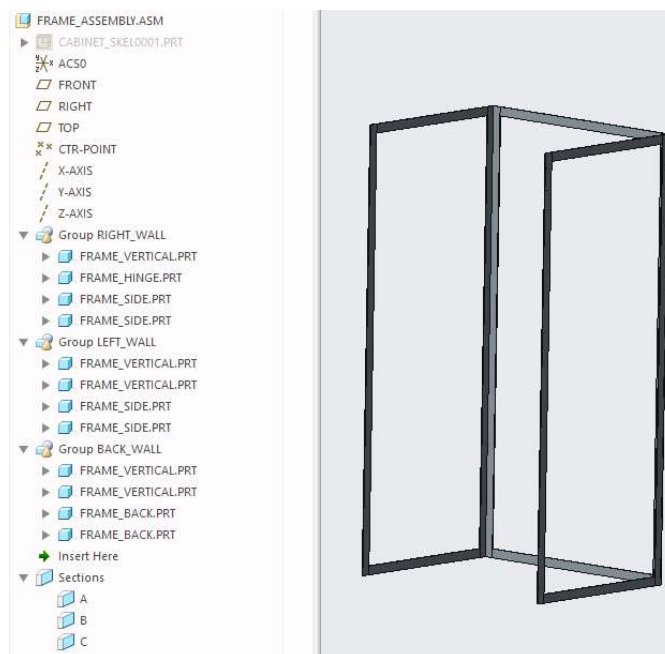 FRAME_ASSEMBLY.ASM
CABINET_SKEL0001.PRT
ACS0
FRONT
RIGHT
TOP
CTR-POINT
X-AXIS
Y-AXIS
Z-AXIS
Group RIGHT_WALL
FRAME_VERTICAL.PRT
FRAME_HINGE.PRT
FRAME_SIDE.PRT
FRAME_SIDE.PRT
Group LEFT_WALL
FRAME_VERTICAL.PRT
FRAME_VERTICAL.PRT
FRAME_SIDE.PRT
FRAME_SIDE.PRT
Group BACK_WALL
FRAME_VERTICAL.PRT
FRAME_VERTICAL.PRT
FRAME_BACK.PRT
FRAME_BACK.PRT
Insert Here
Sections
A
B
C